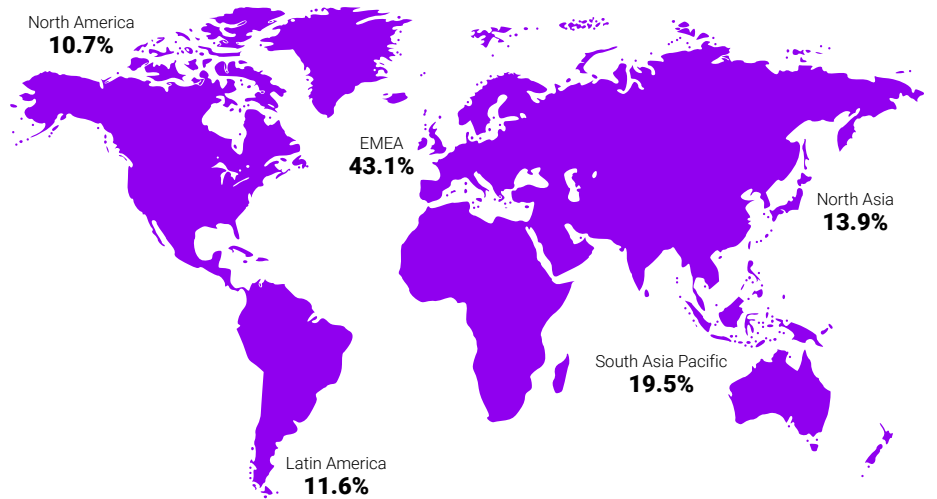 North America
10.7%
EMEA
43.1%
North Asia
13.9%
South Asia Pacific
19.5%
Latin America
11.6%